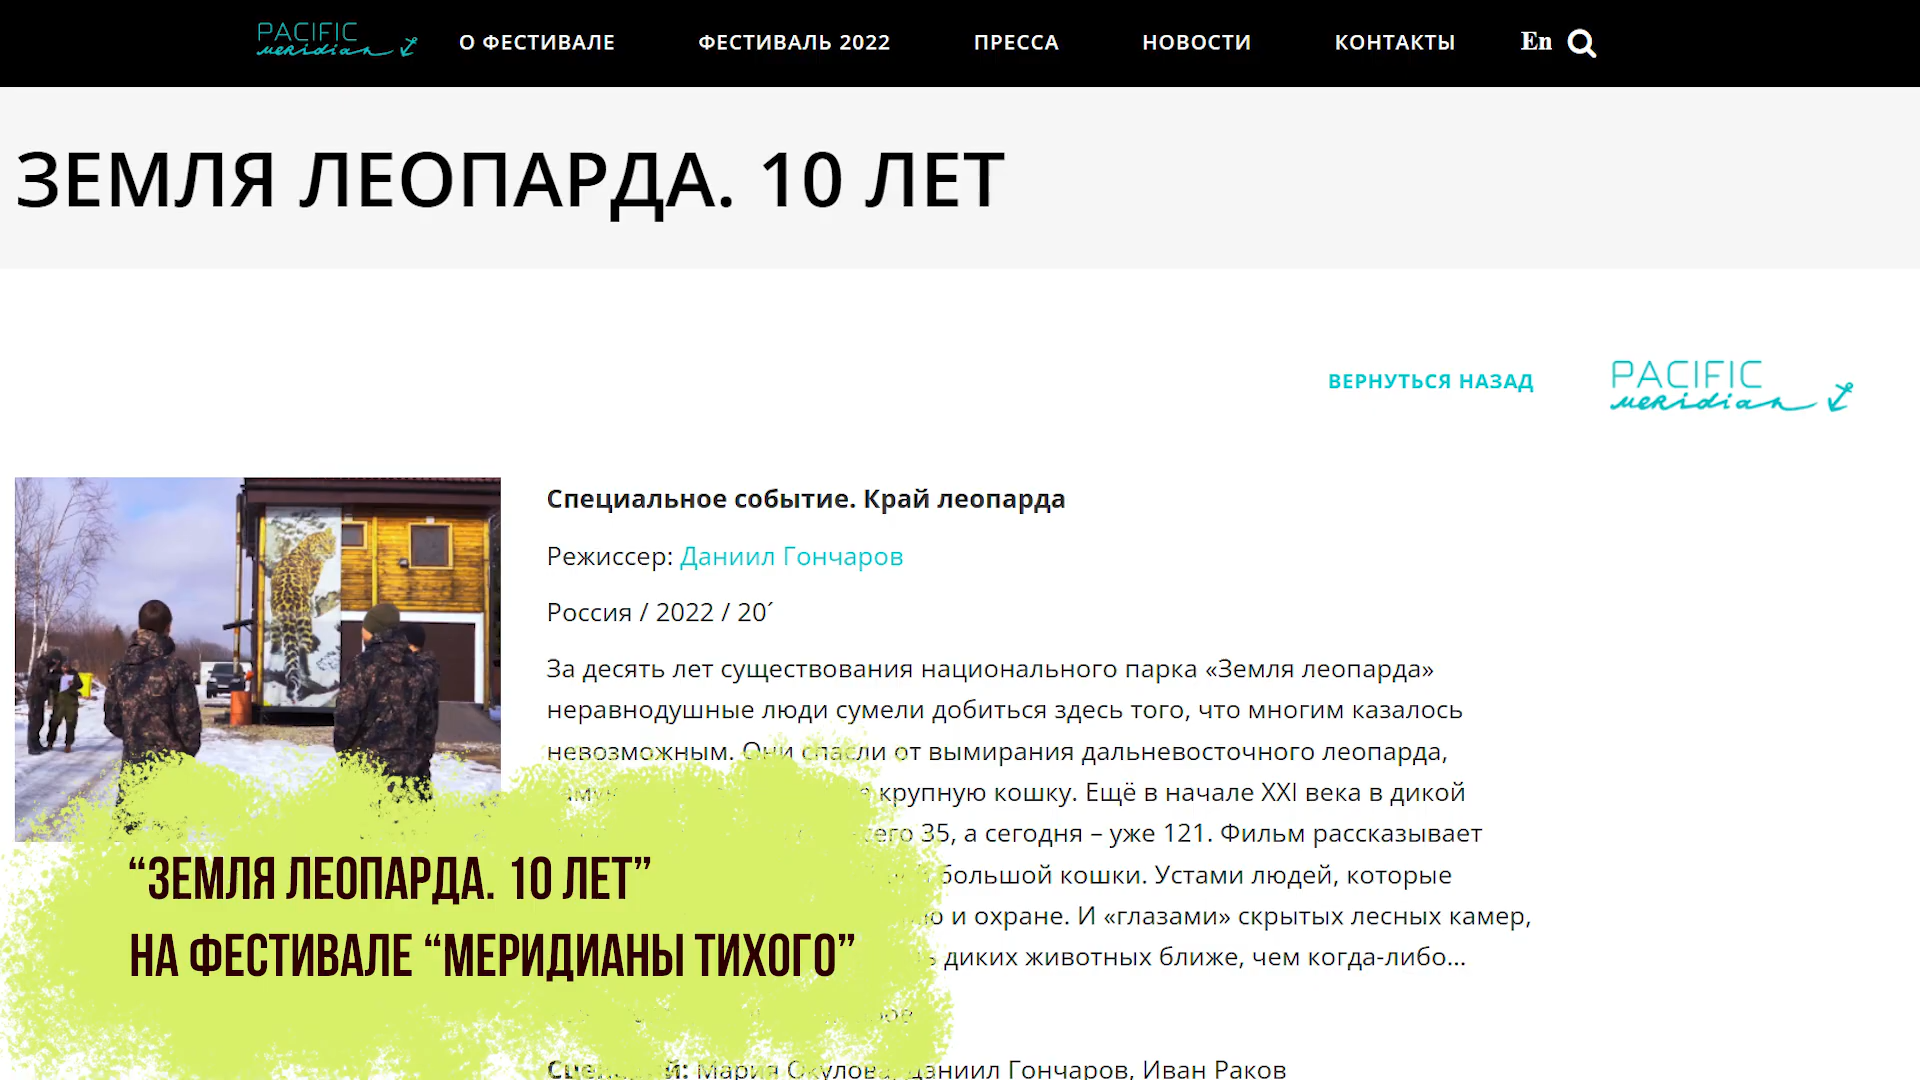 PACIFIC
meridian
О ФЕСТИВАЛЕ
ФЕСТИВАЛЬ 2022
ПРЕССА
НОВОСТИ
КОНТАКТЫ
En
ЗЕМЛЯ ЛЕОПАРДА. 10 ЛЕТ
ВЕРНУТЬСЯ НАЗАД
PACIFIC
meridian
Специальное событие. Край леопарда
Режиссер: Даниил Гончаров
Россия / 2022 / 20´
За десять лет существования национального парка «Земля леопарда»
неравнодушные люди сумели добиться здесь того, что многим казалось
невозможным. Они спасли от вымирания дальневосточного леопарда,
крупную кошку. Ещё в начале XXI века в дикой
35, а сегодня – уже 121. Фильм рассказывает
большой кошки. Устами людей, которые
и охране. И «глазами» скрытых лесных камер,
диких животных ближе, чем когда-либо...
Сценарий: Мария Окулова, Даниил Гончаров, Иван Раков
“ЗЕМЛЯ ЛЕОПАРДА. 10 ЛЕТ”
НА ФЕСТИВАЛЕ “МЕРИДИАНЫ ТИХОГО”